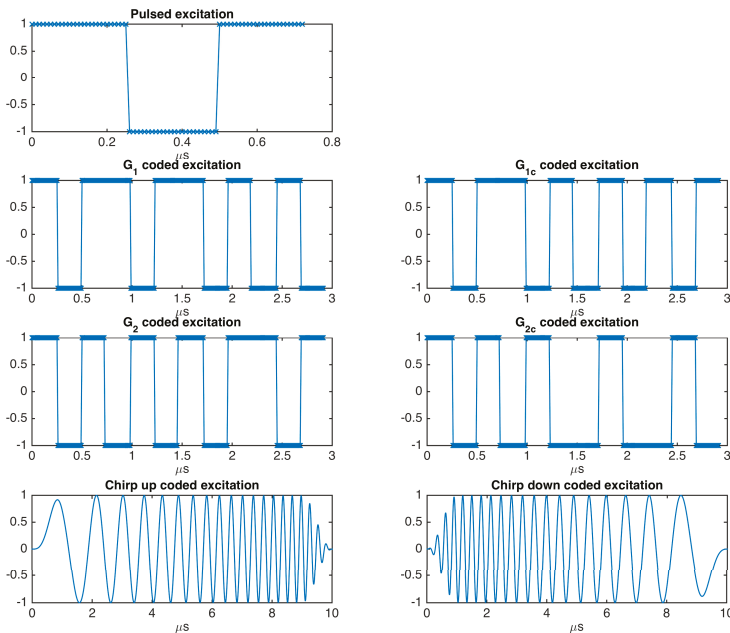 Pulsed excitation
1
0.5
0
-0.5
-1
0 0.2 0.4 0.6 0.8
μs
G1 coded excitation
1
0.5
0
-0.5
-1
0 0.5 1 1.5 2 2.5 3
μs
G1c coded excitation
1
0.5
0
-0.5
-1
0 0.5 1 1.5 2 2.5 3
μs
G2 coded excitation
1
0.5
0
-0.5
-1
0 0.5 1 1.5 2 2.5 3
μs
G2c coded excitation
1
0.5
0
-0.5
-1
0 0.5 1 1.5 2 2.5 3
μs
Chirp up coded excitation
1
0.5
0
-0.5
-1
0 2 4 6 8 10
μs
Chirp down coded excitation
1
0.5
0
-0.5
-1
0 2 4 6 8 10
μs